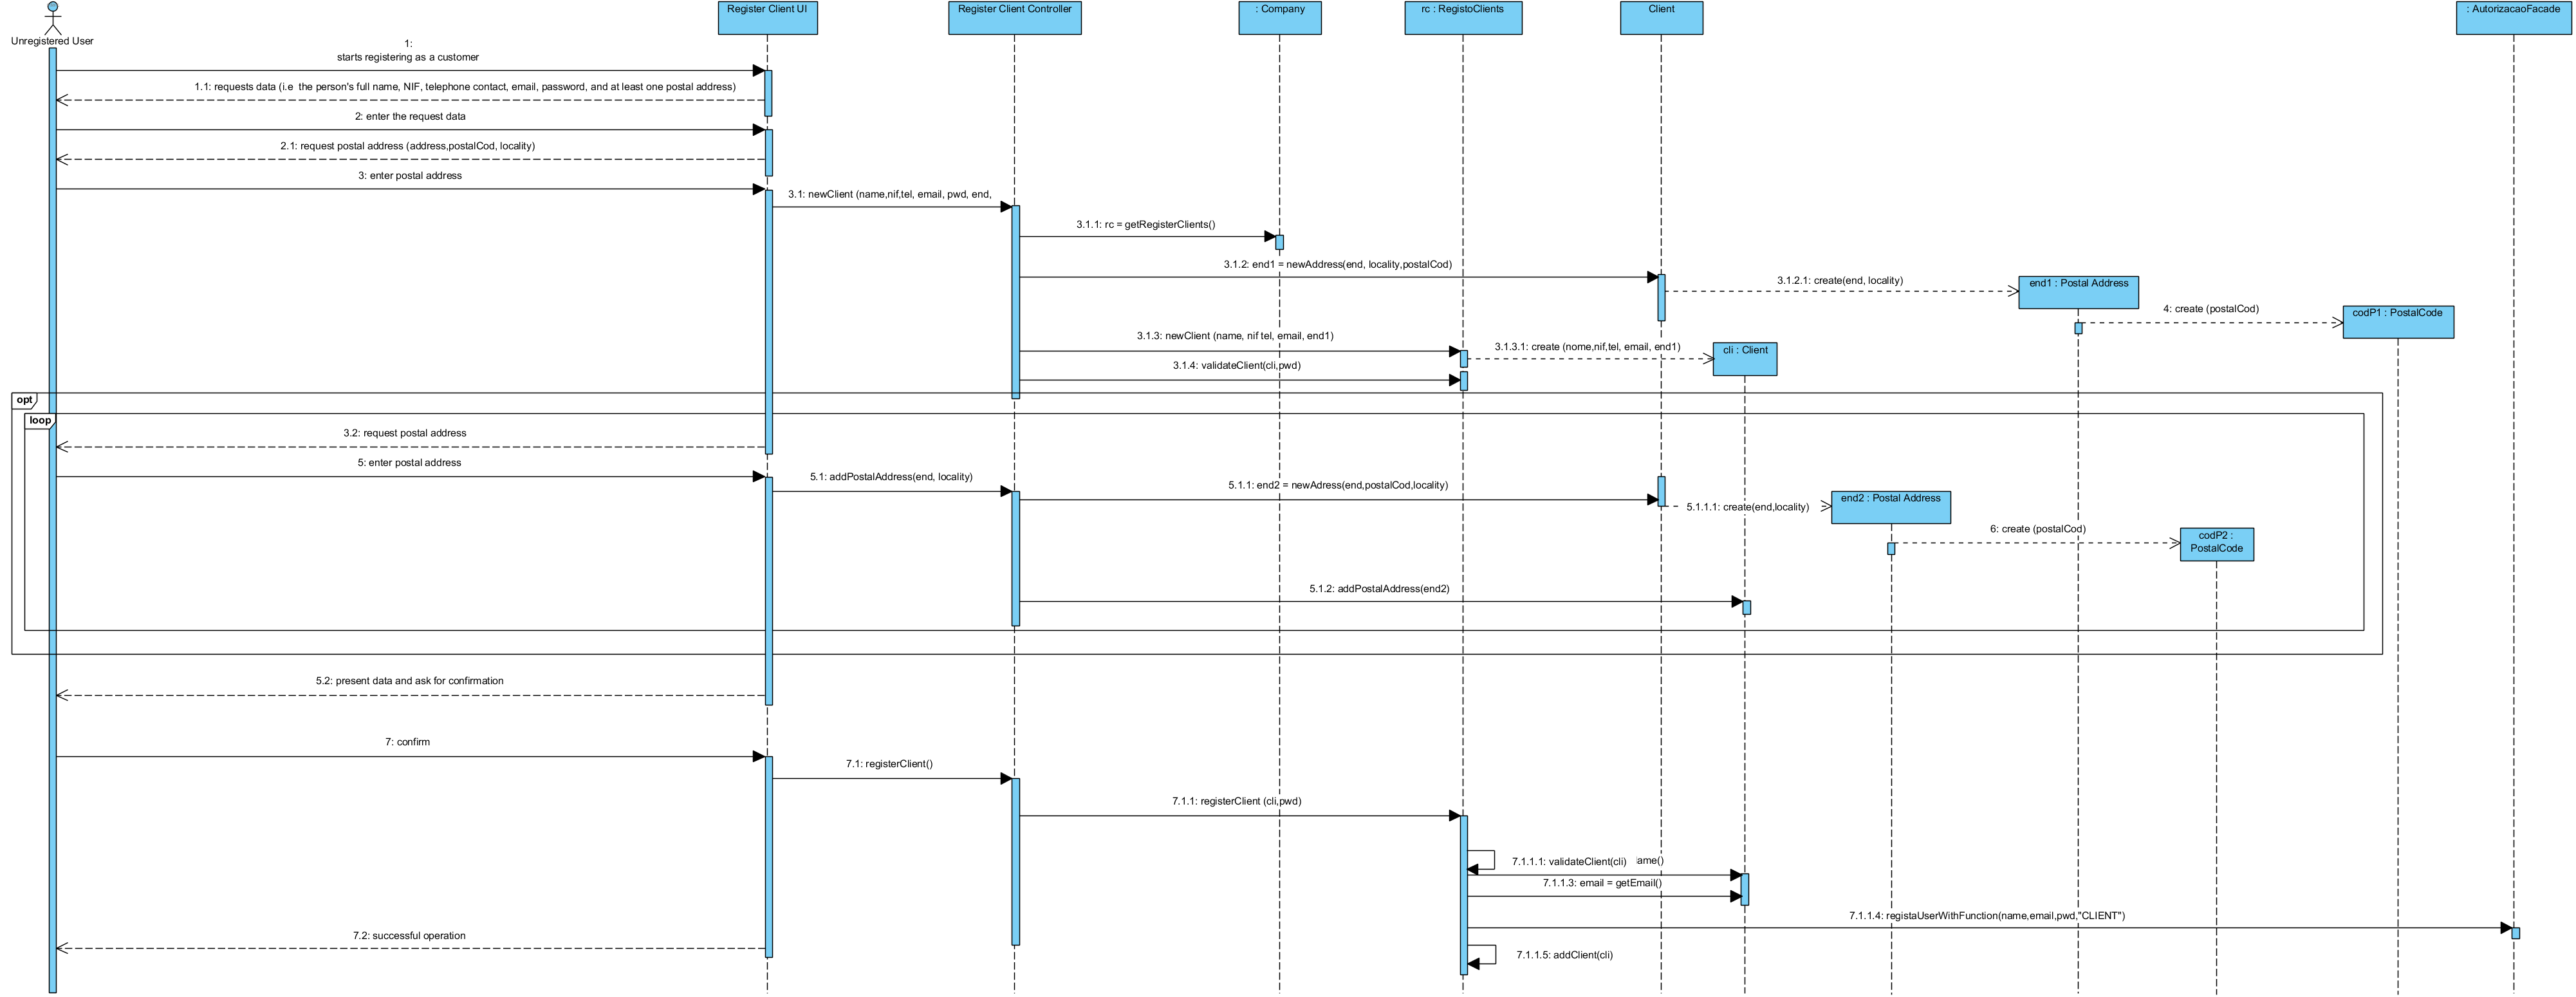 Register Client UI
Register Client Controller
: Company
rc : RegistoClients
Client
: AutorizacaoFacade
Unregistered User
1:
starts registering as a customer
1.1: requests data (i.e  the person's full name, NIF, telephone contact, email, password, and at least one postal address)
2: enter the request data
2.1: request postal address (address,postalCod, locality)
3: enter postal address
3.1: newClient (name,nif,tel, email, pwd, end,
3.1.1: rc = getRegisterClients()
3.1.2: end1 = newAddress(end, locality,postalCod)
3.1.2.1: create(end, locality)
end1 : Postal Address
4: create (postalCod)
codP1 : PostalCode
3.1.3: newClient (name, nif tel, email, end1)
3.1.3.1: create (nome,nif,tel, email, end1)
cli : Client
3.1.4: validateClient(cli,pwd)
opt
loop
3.2: request postal address
5: enter postal address
5.1: addPostalAddress(end, locality)
5.1.1: end2 = newAdress(end,postalCod,locality)
5.1.1.1: create(end,locality)
end2 : Postal Address
6: create (postalCod)
codP2 :
PostalCode
5.1.2: addPostalAddress(end2)
5.2: present data and ask for confirmation
7: confirm
7.1: registerClient()
7.1.1: registerClient (cli,pwd)
7.1.1.1: validateClient(cli)
ame()
7.1.1.3: email = getEmail()
7.1.1.4: registaUserWithFunction(name,email,pwd,"CLIENT")
7.2: successful operation
7.1.1.5: addClient(cli)